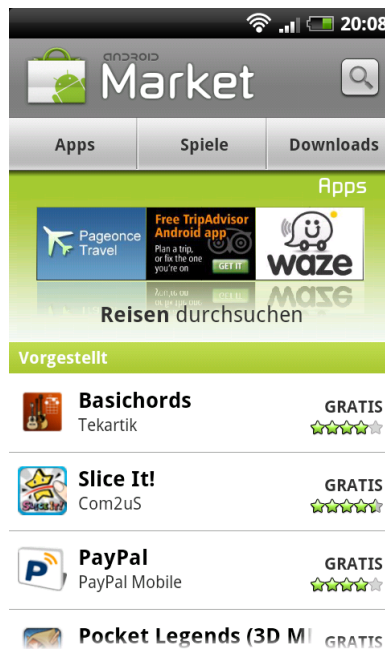 20:08
ANDROID
Market
Apps
Spiele
Downloads
Apps
Pageonce
Travel
Free TripAdvisor
Android app
Plan a trip,
or fix the one
you're on
GET IT
waze
Reisen durchsuchen
Vorgestellt
Basichords
GRATIS
Tekartik
Slice It!
GRATIS
Com2uS
PayPal
GRATIS
PayPal Mobile
Pocket Legends (3D
GRATIS